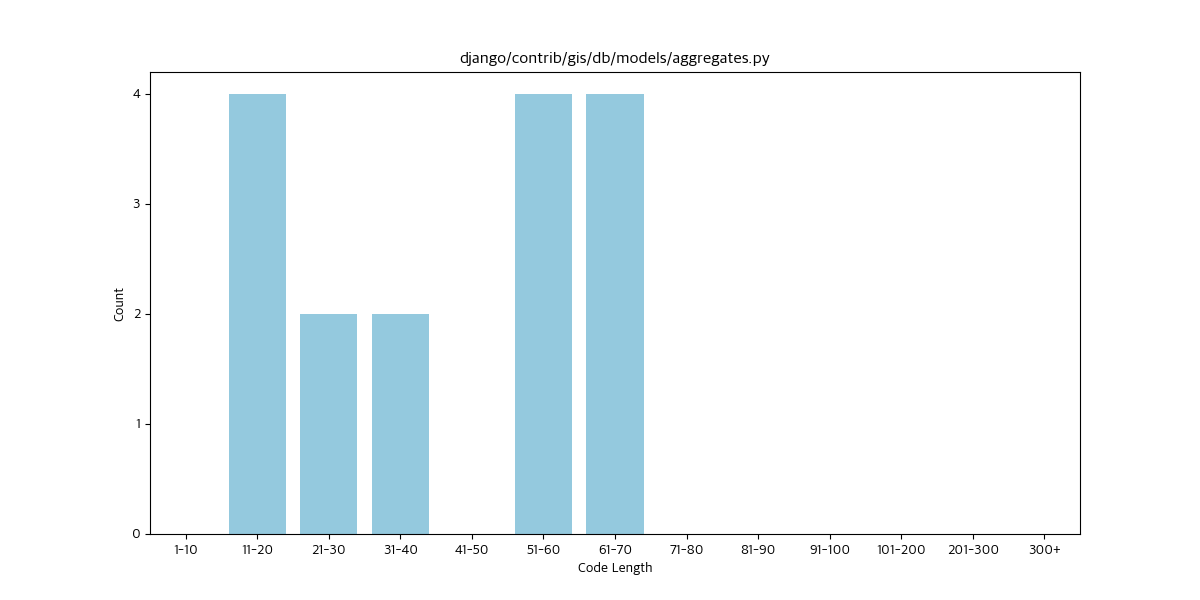 django/contrib/gis/db/models/aggregates.py
4
3
2
1
0
Count
1-10 11-20 21-30 31-40 41-50 51-60 61-70 71-80 81-90 91-100 101-200 201-300 300+
Code Length